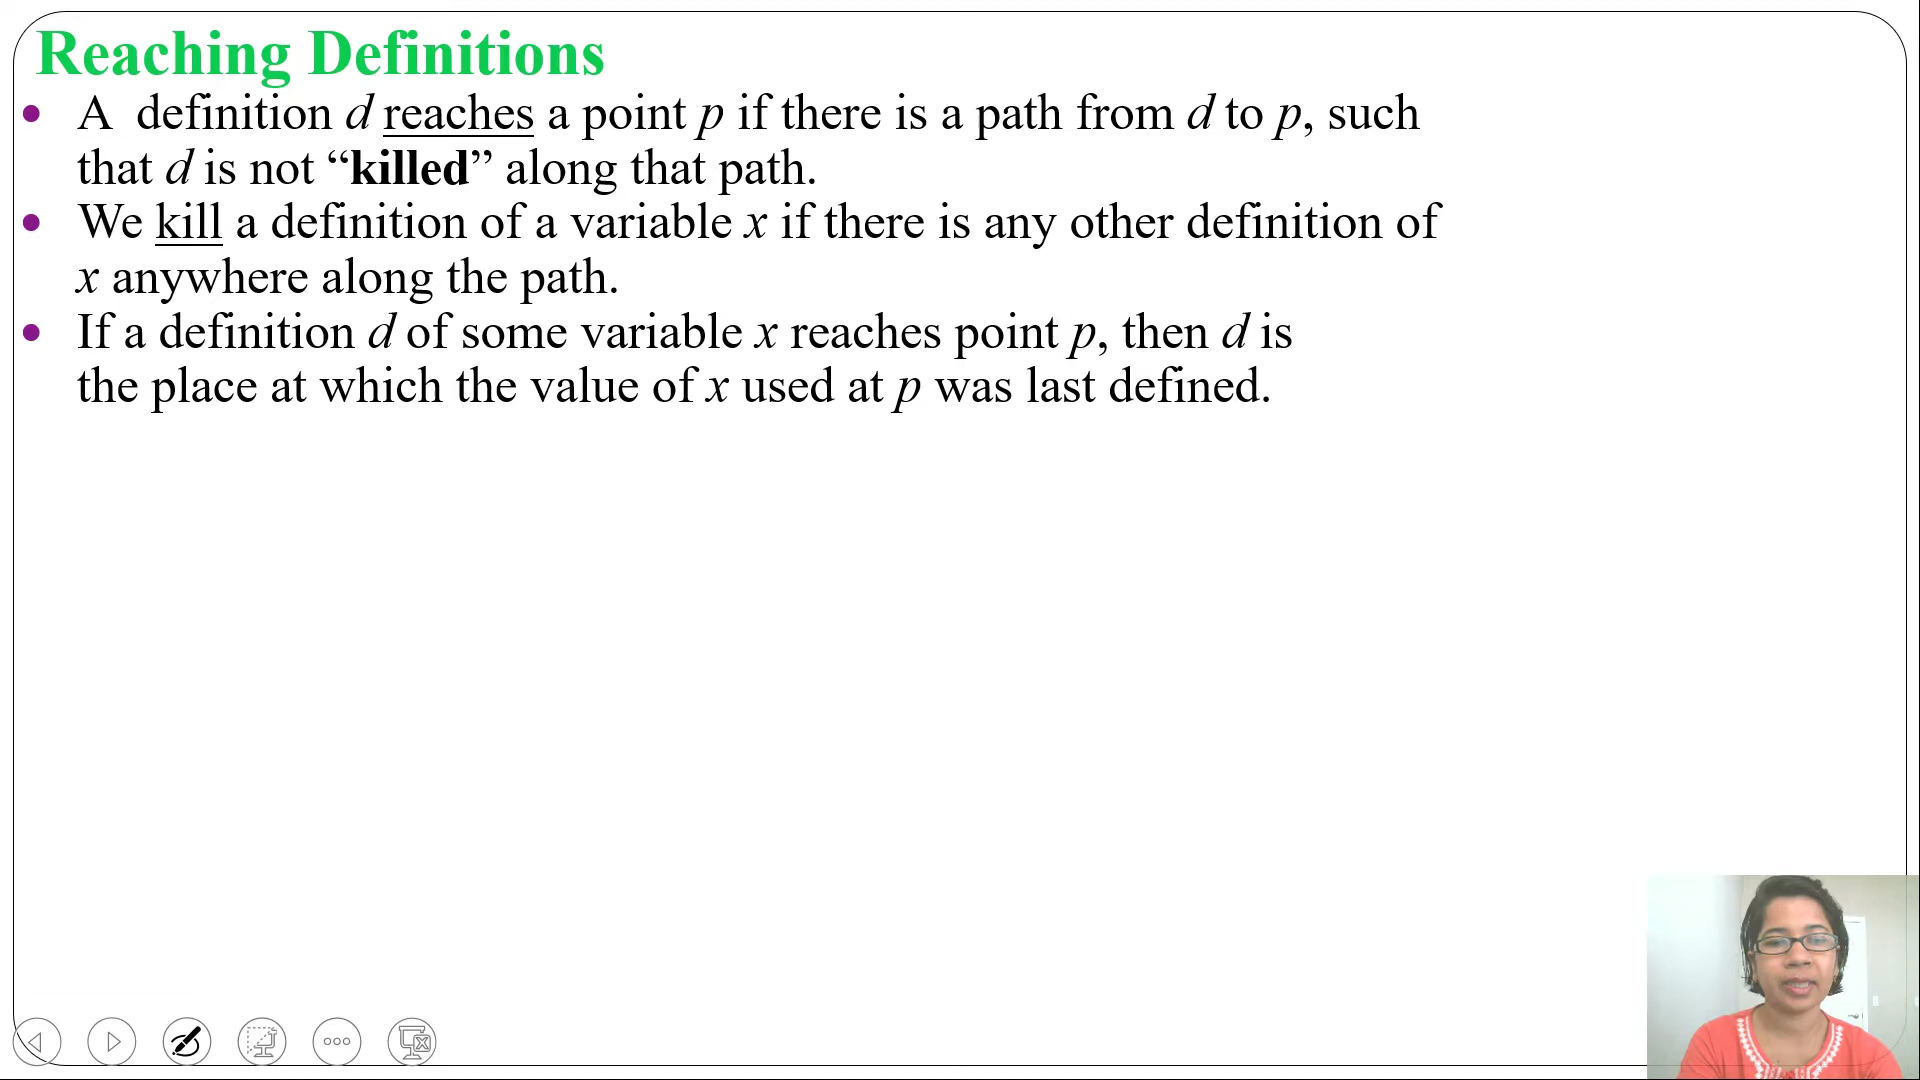 Reaching Definitions
• A definition d reaches a point p if there is a path from d to p, such
that d is not “killed” along that path.
• We kill a definition of a variable x if there is any other definition of
x anywhere along the path.
• If a definition d of some variable x reaches point p, then d is
the place at which the value of x used at p was last defined.